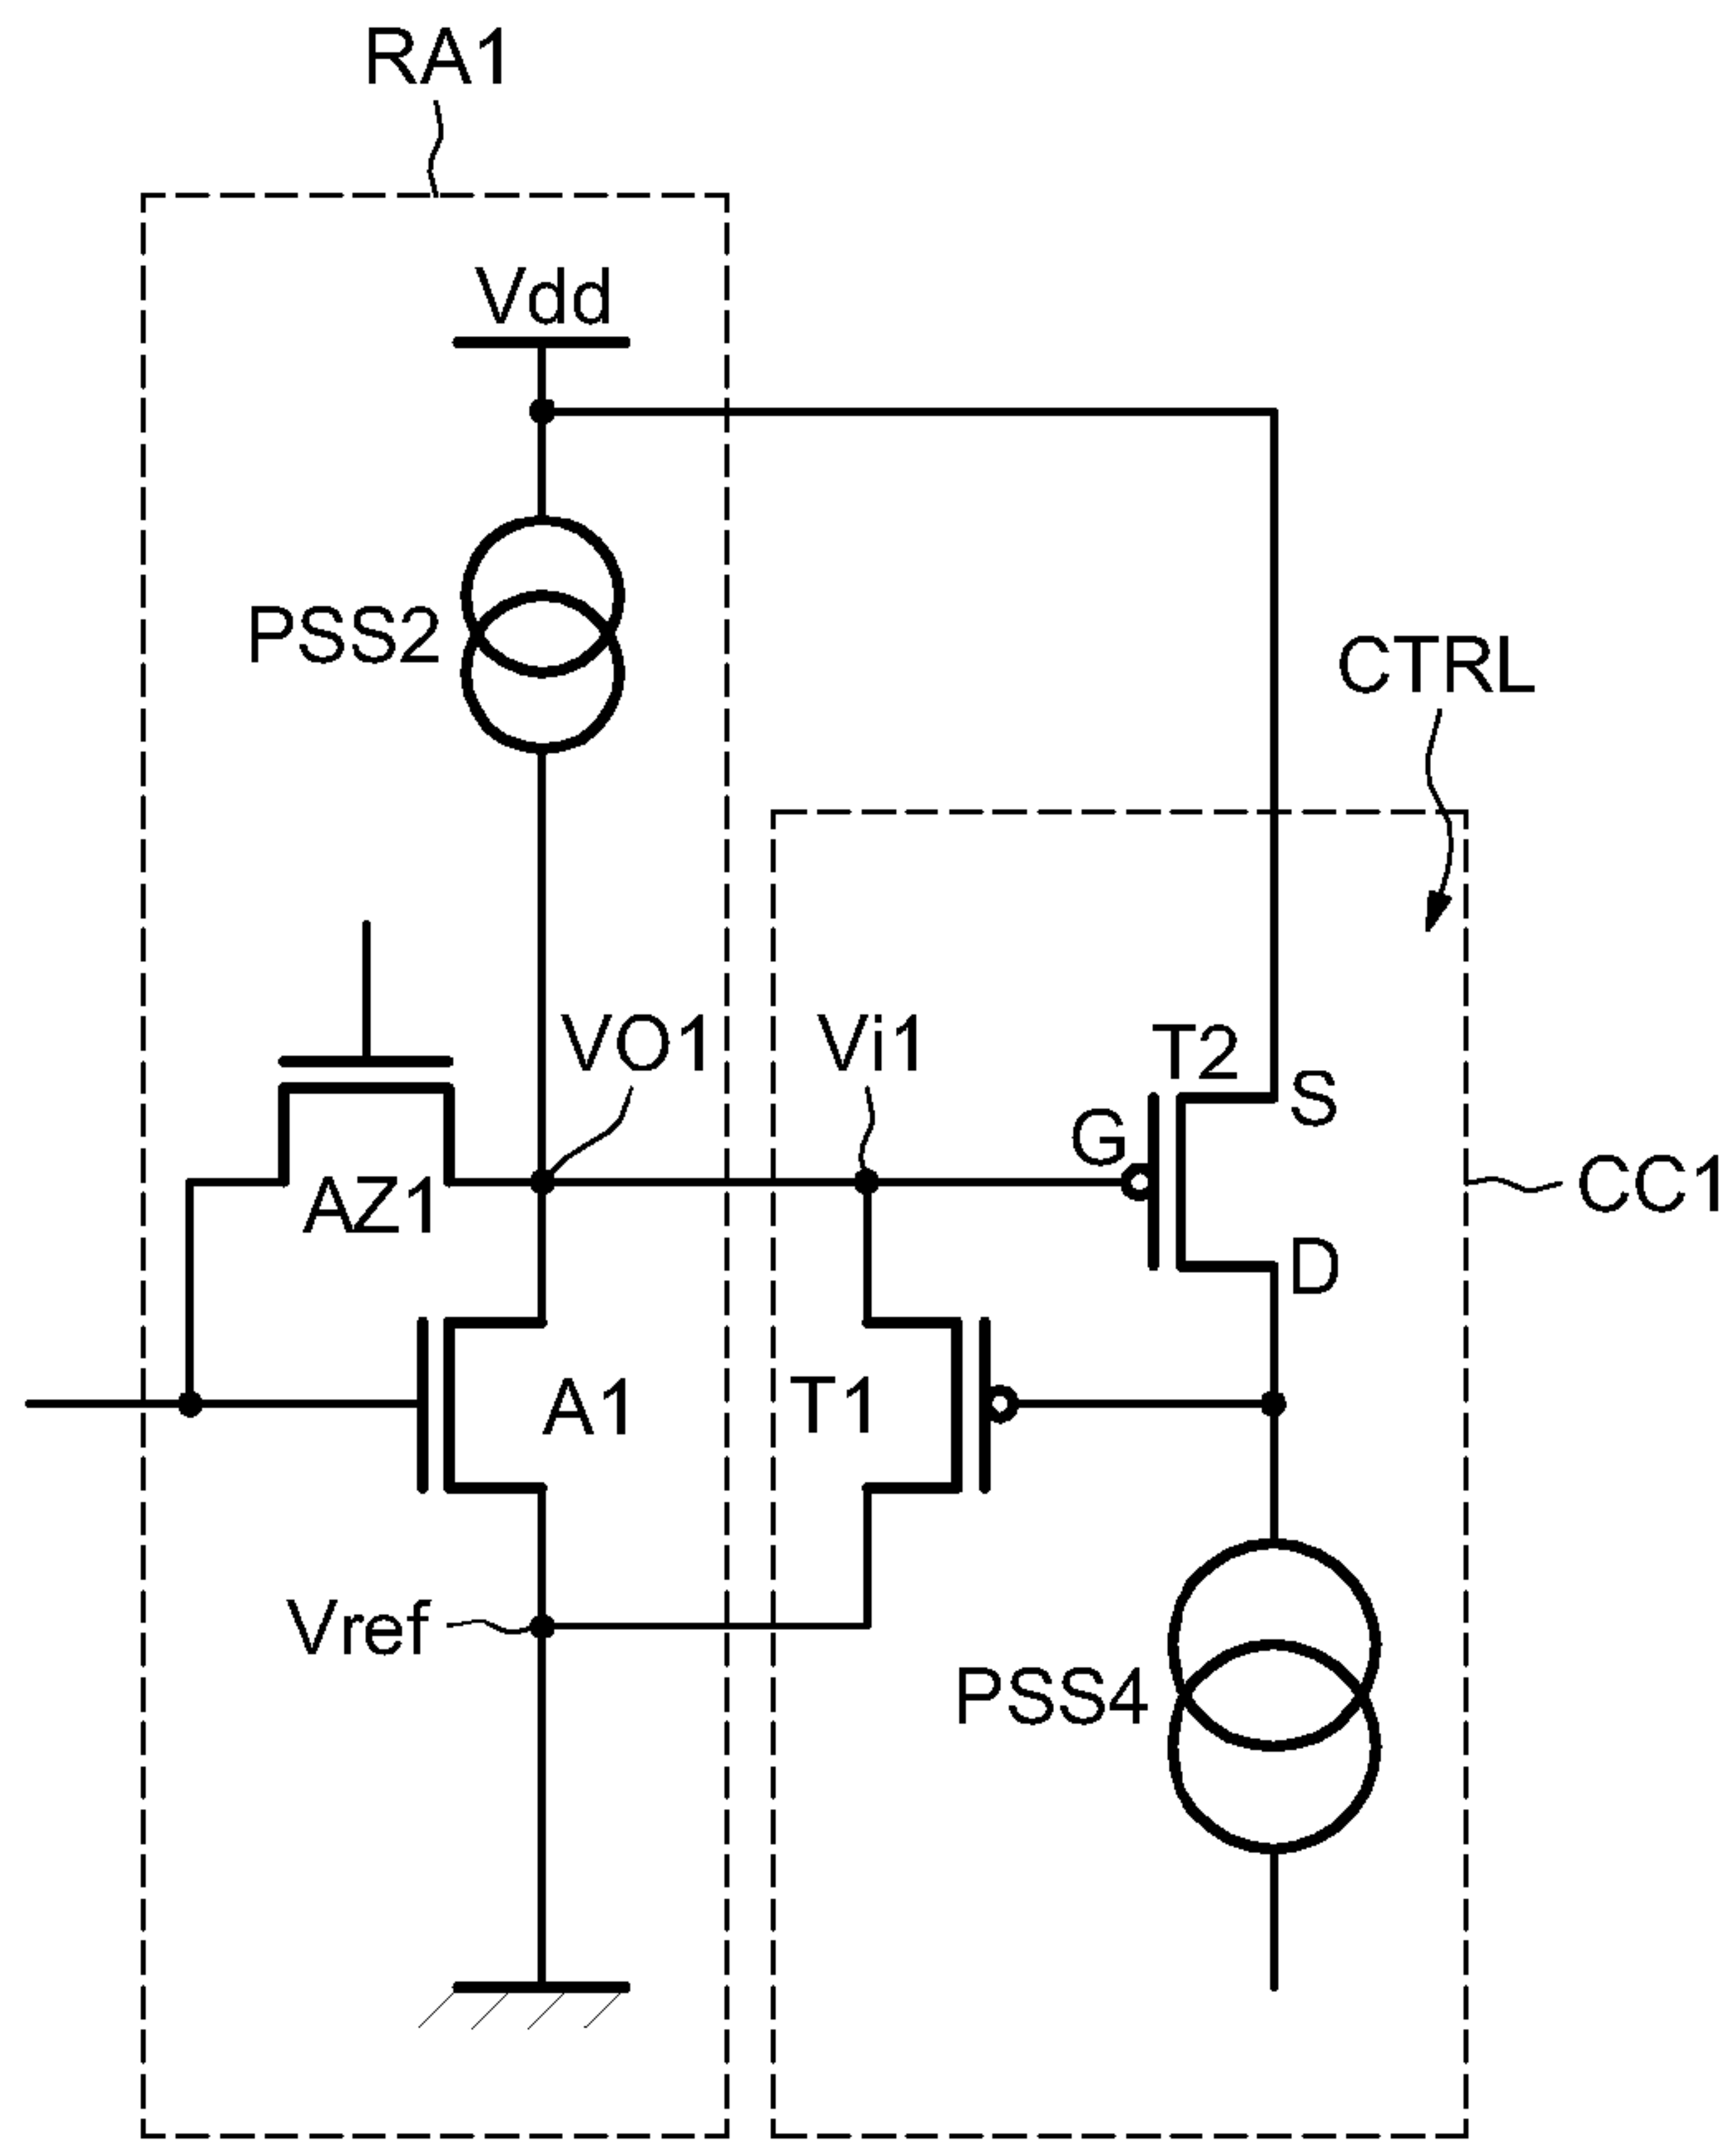 RA1
Vdd
PSS2
CTRL
VO1
Vi1
T2
S
G
CC1
AZ1
D
A1
T1
Vref
PSS4